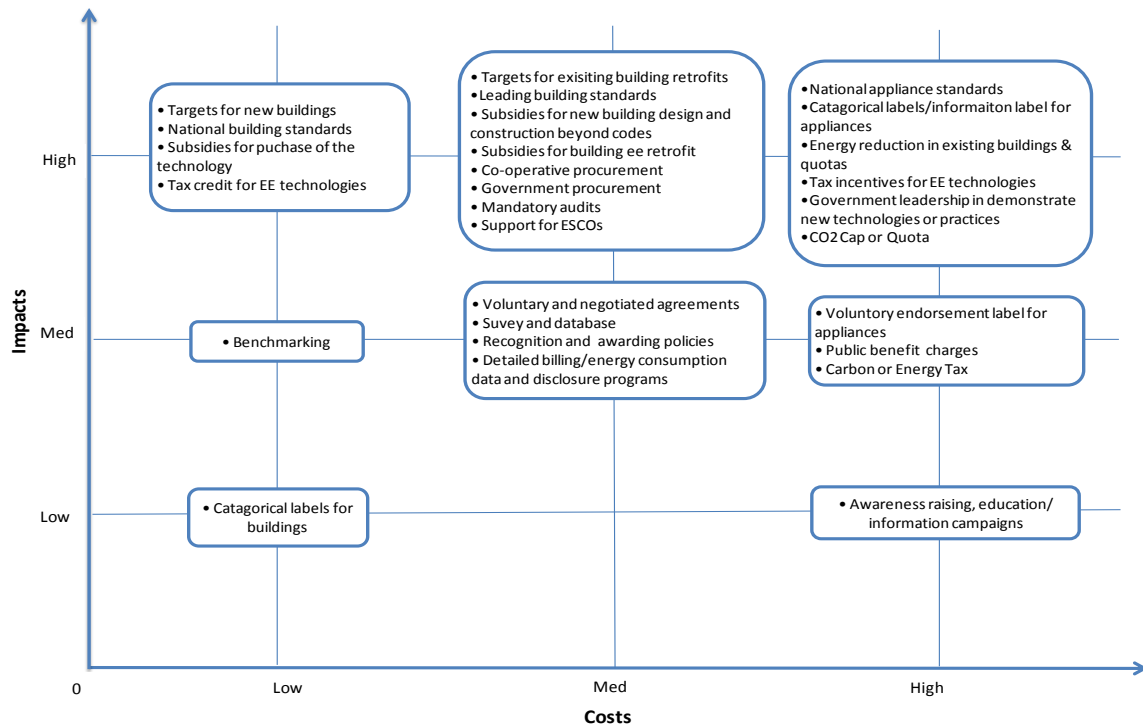 Impacts
High
• Targets for new buildings
• National building standards
• Subsidies for puchase of the
technology
• Tax credit for EE technologies
• Targets for exisiting building retrofits
• Leading building standards
• Subsidies for new building design and
construction beyond codes
• Subsidies for building ee retrofit
• Co-operative procurement
• Government procurement
• Mandatory audits
• Support for ESCOs
• National appliance standards
• Catagorical labels/informaiton label for
appliances
• Energy reduction in existing buildings &
quotas
• Tax incentives for EE technologies
• Government leadership in demonstrate
new technologies or practices
• CO2 Cap or Quota
Med
• Benchmarking
• Voluntary and negotiated agreements
• Suvey and database
• Recognition and awarding policies
• Detailed billing/energy consumption
data and disclosure programs
• Voluntory endorsement label for
appliances
• Public benefit charges
• Carbon or Energy Tax
Low
• Catagorical labels for
buildings
• Awareness raising, education/
information campaigns
0
Low
Med
High
Costs